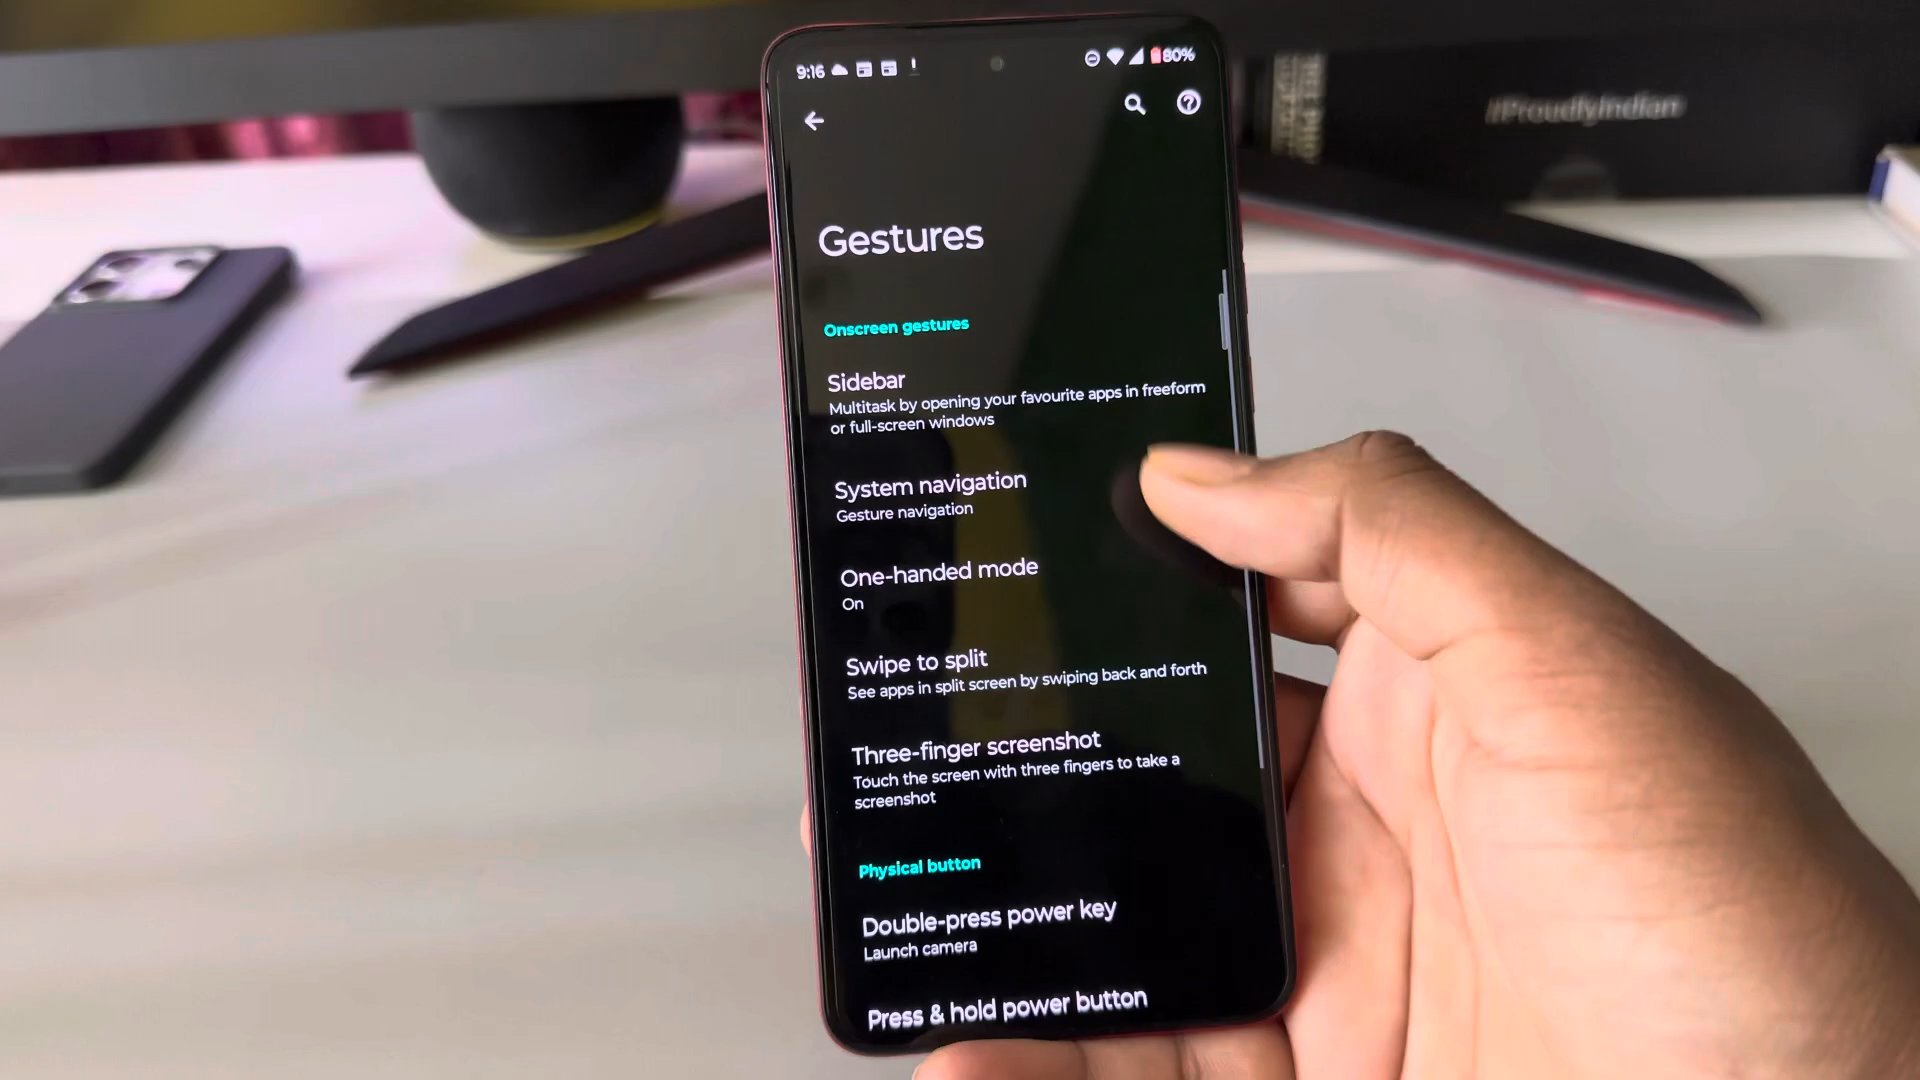 9:16
80%
#ProudlyIndian
Gestures
Onscreen gestures
Sidebar
Multitask by opening your favourite apps in freeform
or full-screen windows
System navigation
Gesture navigation
One-handed mode
On
Swipe to split
See apps in split screen by swiping back and forth
Three-finger screenshot
Touch the screen with three fingers to take a
screenshot
Physical button
Double-press power key
Launch camera
Press & hold power button